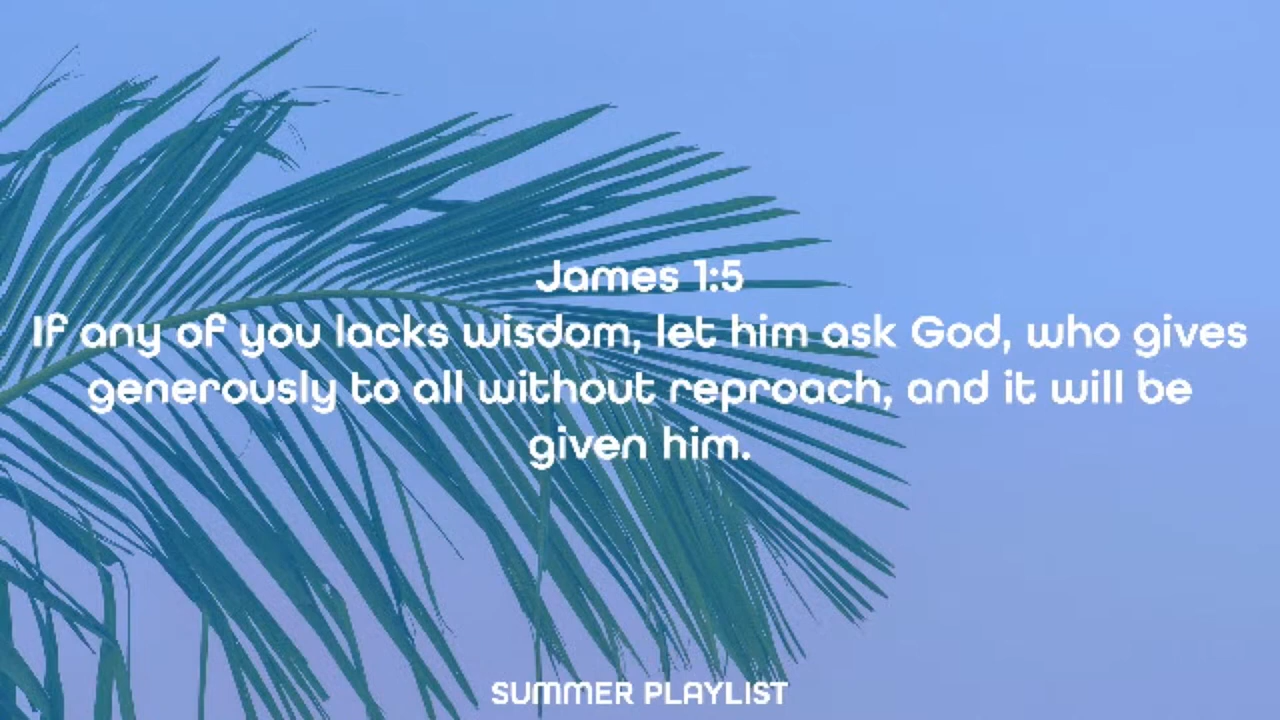 James 1:5
If any of you lacks wisdom, let him ask God, who gives
generously to all without reproach, and it will be
given him.
SUMMER PLAYLIST